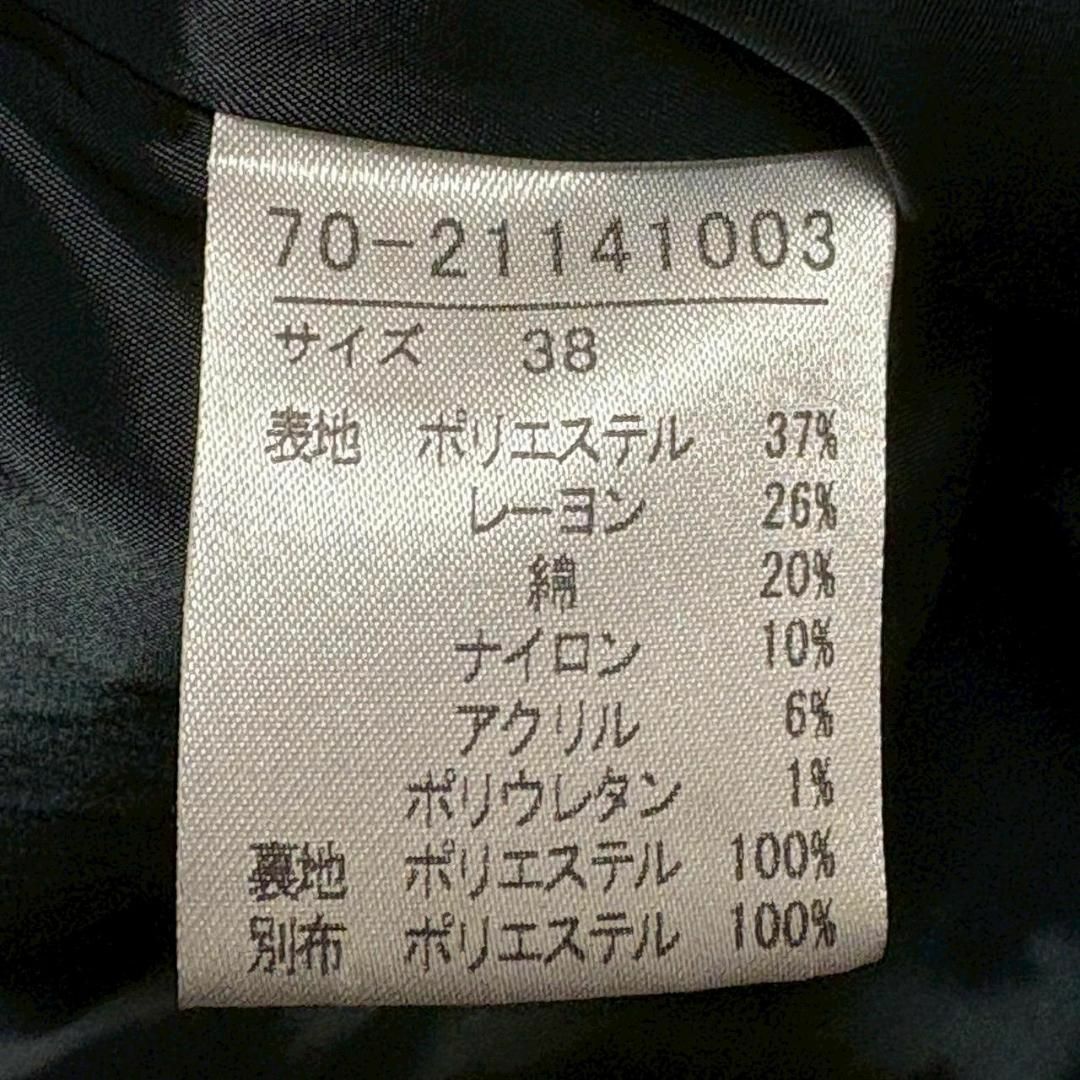 70-21141003
サイズ 38
表地 ポリエステル 37%
レーヨン 26%
綿 20%
ナイロン 10%
アクリル 6%
ポリウレタン 1%
裏地 ポリエステル 100%
別布 ポリエステル 100%